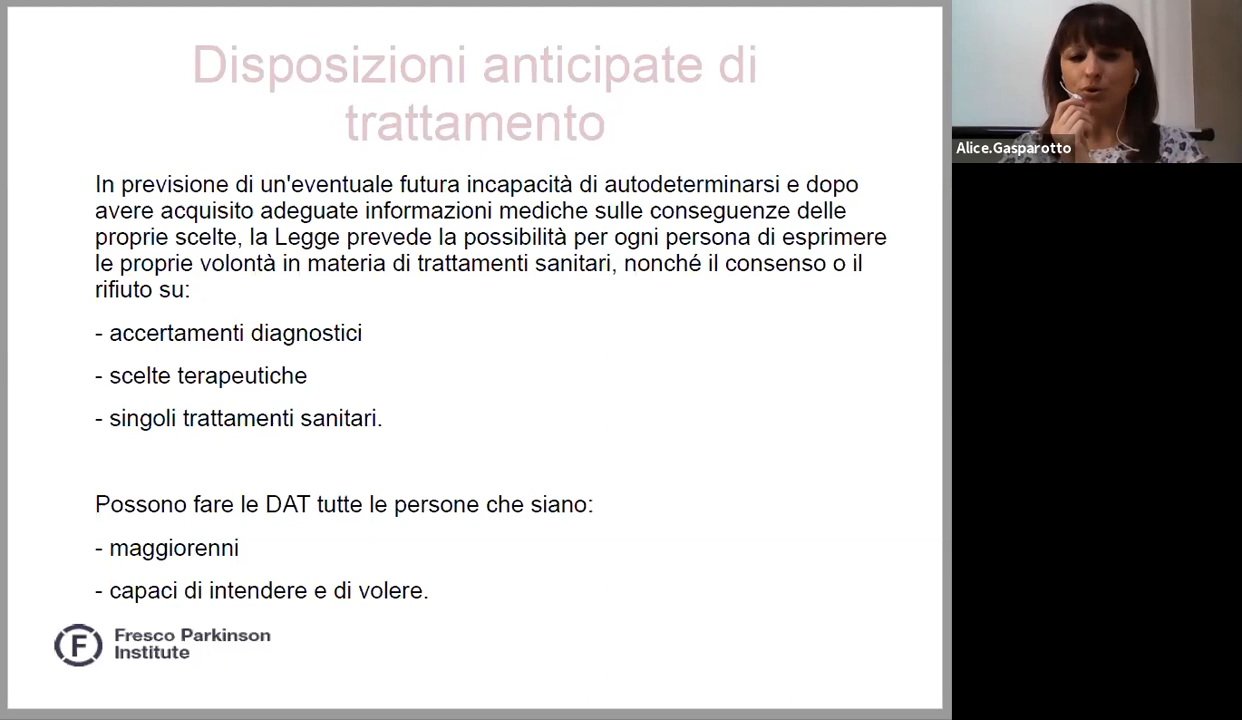 Disposizioni anticipate di
trattamento
In previsione di un'eventuale futura incapacità di autodeterminarsi e dopo
avere acquisito adeguate informazioni mediche sulle conseguenze delle
proprie scelte, la Legge prevede la possibilità per ogni persona di esprimere
le proprie volontà in materia di trattamenti sanitari, nonché il consenso o il
rifiuto su:
- accertamenti diagnostici
- scelte terapeutiche
- singoli trattamenti sanitari.
Possono fare le DAT tutte le persone che siano:
- maggiorenni
- capaci di intendere e di volere.
F
Fresco Parkinson
Institute
Alice.Gasparotto